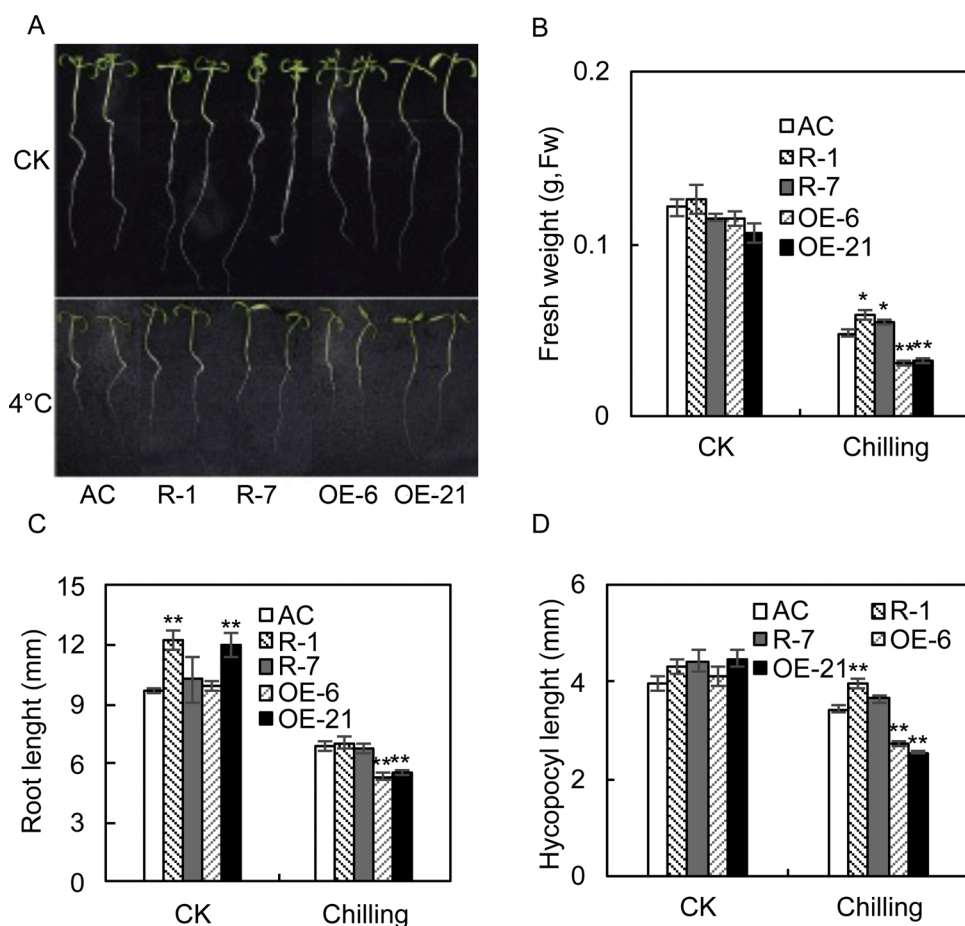 A
CK
4°C
AC R-1 R-7 OE-6 OE-21
B
Fresh weight (g, Fw)
0.2
0.1
0
AC
R-1
R-7
OE-6
OE-21
* * ** **
CK Chilling
C
Root lenght (mm)
15
12
9
6
3
0
AC
R-1
R-7
OE-6
OE-21
** **
** **
CK Chilling
D
Hycopocyl lenght (mm)
6
4
2
0
AC R-1
R-7 OE-6
OE-21
**
** **
CK Chilling